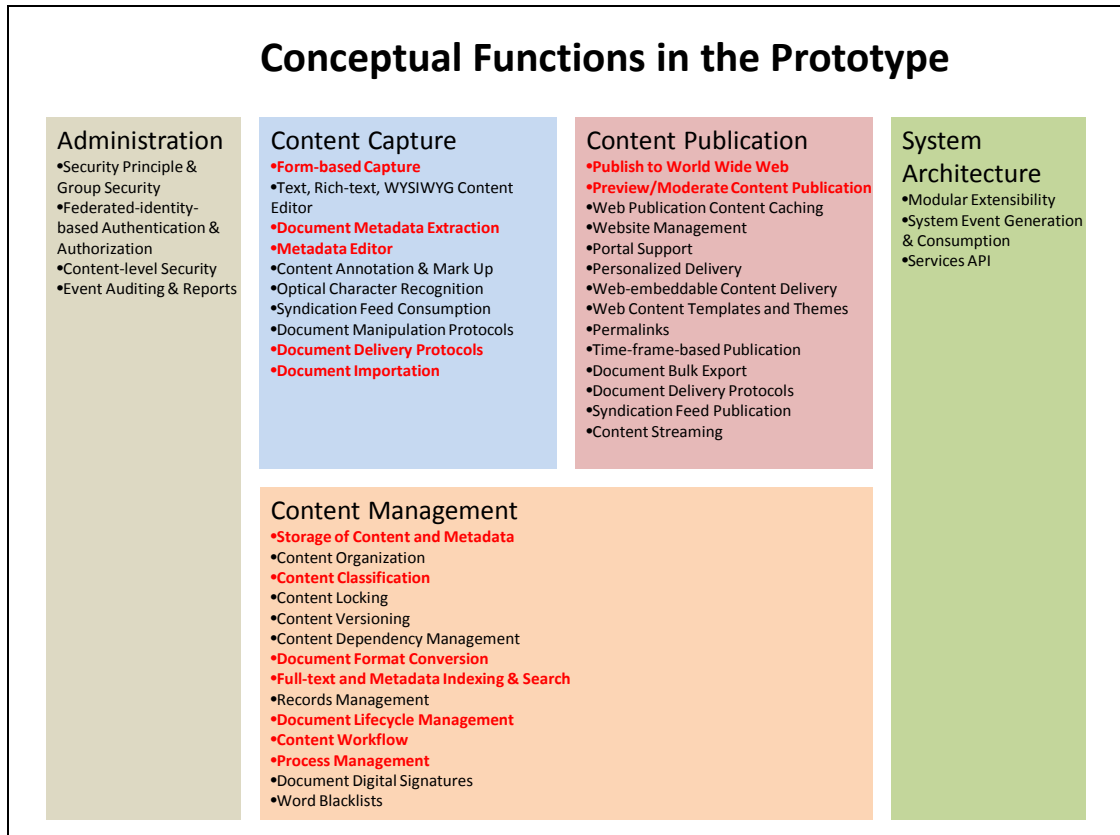 Conceptual Functions in the Prototype
Administration
•Security Principle &
Group Security
•Federated-identity-
based Authentication &
Authorization
•Content-level Security
•Event Auditing & Reports
Content Capture
•Form-based Capture
•Text, Rich-text, WYSIWYG Content
Editor
•Document Metadata Extraction
•Metadata Editor
•Content Annotation & Mark Up
•Optical Character Recognition
•Syndication Feed Consumption
•Document Manipulation Protocols
•Document Delivery Protocols
•Document Importation
Content Publication
•Publish to World Wide Web
•Preview/Moderate Content Publication
•Web Publication Content Caching
•Website Management
•Portal Support
•Personalized Delivery
•Web-embeddable Content Delivery
•Web Content Templates and Themes
•Permalinks
•Time-frame-based Publication
•Document Bulk Export
•Document Delivery Protocols
•Syndication Feed Publication
•Content Streaming
System
Architecture
•Modular Extensibility
•System Event Generation
& Consumption
•Services API
Content Management
•Storage of Content and Metadata
•Content Organization
•Content Classification
•Content Locking
•Content Versioning
•Content Dependency Management
•Document Format Conversion
•Full-text and Metadata Indexing & Search
•Records Management
•Document Lifecycle Management
•Content Workflow
•Process Management
•Document Digital Signatures
•Word Blacklists